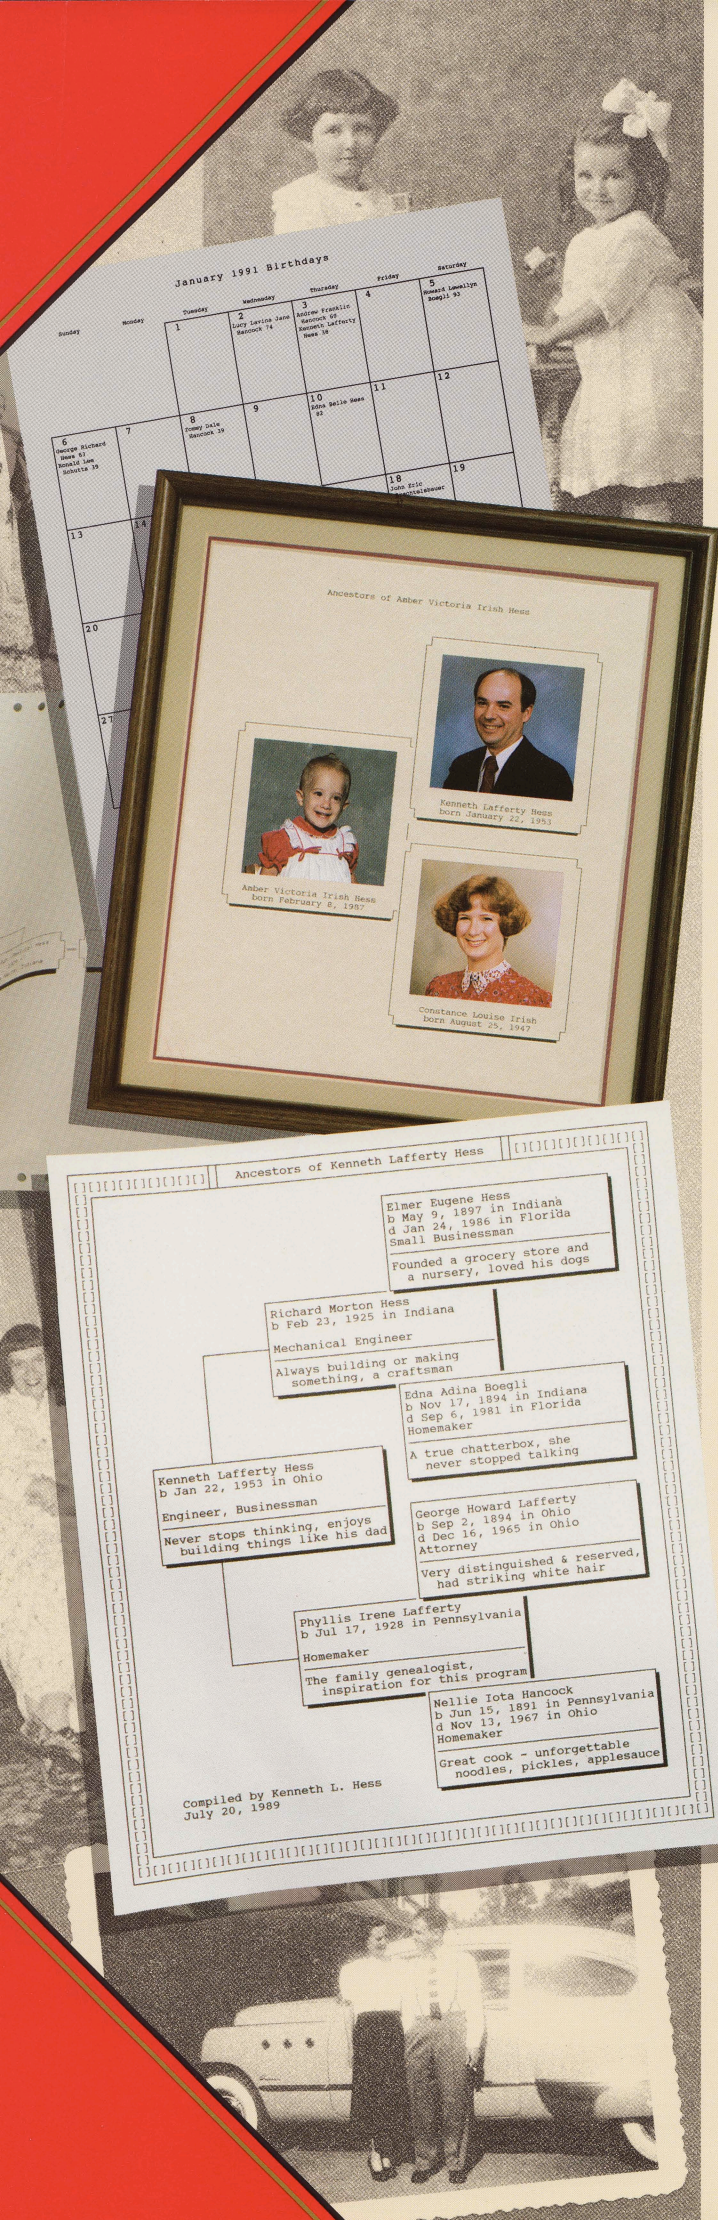 January 1991 Birthdays
Sunday
Monday
Tuesday
Wednesday
Thursday
Friday
Saturday
1
2
Lucy Lavina Jane
Hancock 74
3
Andrew Franklin
Hancock 69
Kenneth Lafferty
Hess 38
4
5
Howard Lewellyn
Boegli 93
6
George Richard
Hess 63
Ronald Lee
Schutte 39
7
8
Tommy Dale
Hancock 39
9
10
Edna Belle Hess
82
11
12
13
14
18
John Eric
19
20
27
Ancestors of Amber Victoria Irish Hess
Kenneth Lafferty Hess
born January 22, 1953
Amber Victoria Irish Hess
born February 8, 1987
Constance Louise Irish
born August 25, 1947
Ancestors of Kenneth Lafferty Hess
Elmer Eugene Hess
b May 9, 1897 in Indiana
d Jan 24, 1986 in Florida
Small Businessman
Founded a grocery store and
a nursery, loved his dogs
Richard Morton Hess
b Feb 23, 1925 in Indiana
Mechanical Engineer
Always building or making
something, a craftsman
Edna Adina Boegli
b Nov 17, 1894 in Indiana
d Sep 6, 1981 in Florida
Homemaker
A true chatterbox, she
never stopped talking
Kenneth Lafferty Hess
b Jan 22, 1953 in Ohio
Engineer, Businessman
Never stops thinking, enjoys
building things like his dad
George Howard Lafferty
b Sep 2, 1894 in Ohio
d Dec 16, 1965 in Ohio
Attorney
Very distinguished & reserved,
had striking white hair
Phyllis Irene Lafferty
b Jul 17, 1928 in Pennsylvania
Homemaker
The family genealogist,
inspiration for this program
Nellie Iota Hancock
b Jun 15, 1891 in Pennsylvania
d Nov 13, 1967 in Ohio
Homemaker
Great cook - unforgettable
noodles, pickles, applesauce
Compiled by Kenneth L. Hess
July 20, 1989